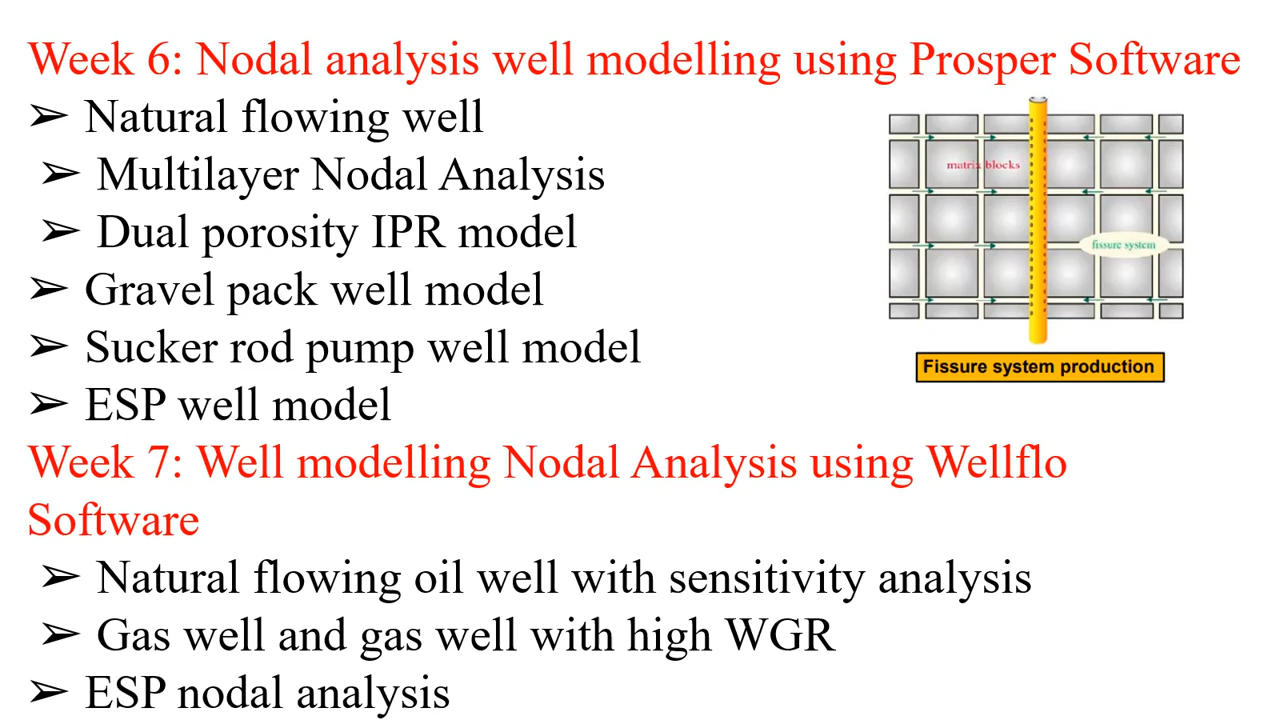 Week 6: Nodal analysis well modelling using Prosper Software
➢ Natural flowing well
➢ Multilayer Nodal Analysis
➢ Dual porosity IPR model
➢ Gravel pack well model
➢ Sucker rod pump well model
➢ ESP well model
matrix blocks
fissure system
Fissure system production
Week 7: Well modelling Nodal Analysis using Wellflo
Software
➢ Natural flowing oil well with sensitivity analysis
➢ Gas well and gas well with high WGR
➢ ESP nodal analysis